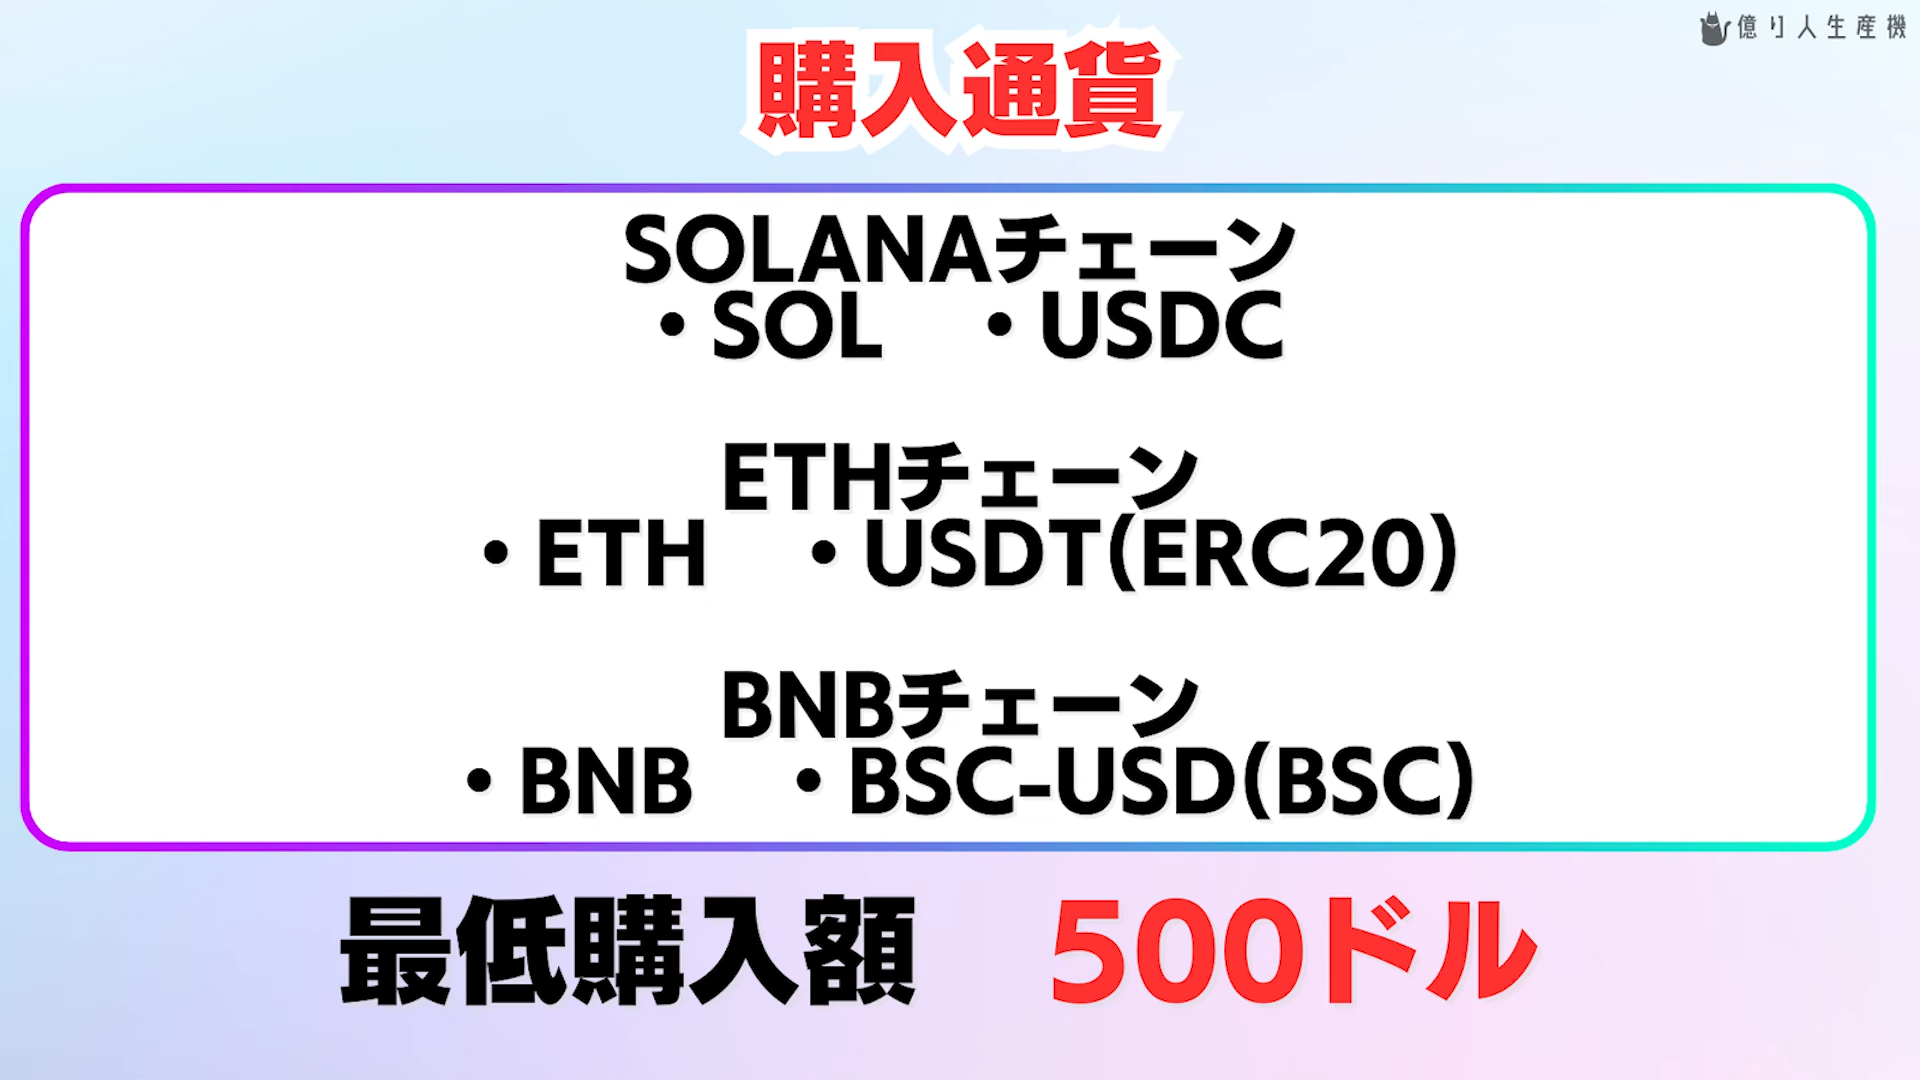 億り人生産機
購入通貨
SOLANAチェーン
・SOL　・USDC
ETHチェーン
・ETH　・USDT(ERC20)
BNBチェーン
・BNB　・BSC-USD(BSC)
最低購入額　500ドル